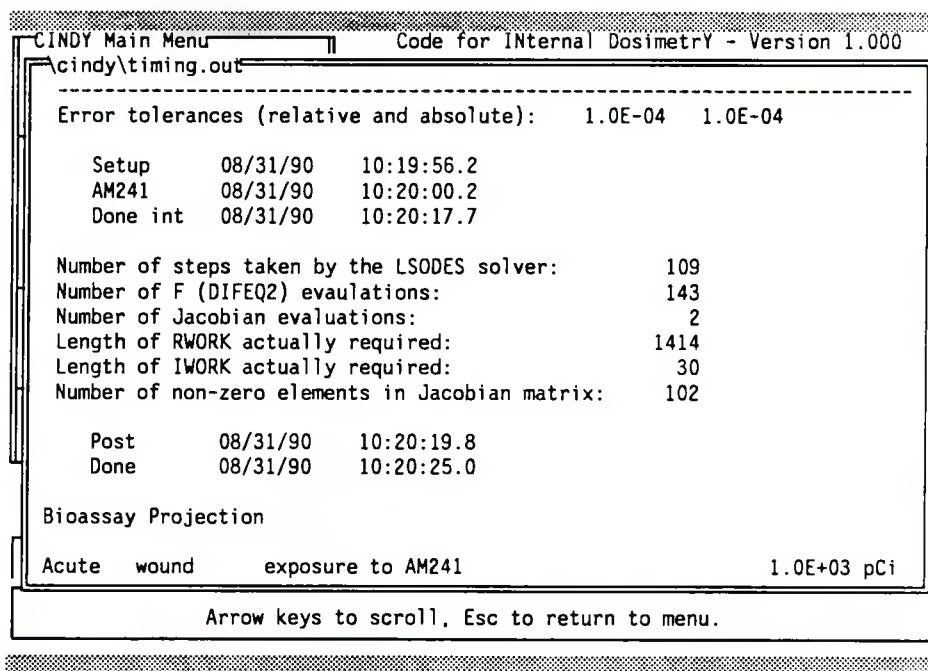 CINDY Main Menu Code for INternal DosimetrY - Version 1.000
\cindy\timing.out
Error tolerances (relative and absolute): 1.0E-04 1.0E-04
Setup 08/31/90 10:19:56.2
AM241 08/31/90 10:20:00.2
Done int 08/31/90 10:20:17.7
Number of steps taken by the LSODES solver: 109
Number of F (DIFEQ2) evaulations: 143
Number of Jacobian evaluations: 2
Length of RWORK actually required: 1414
Length of IWORK actually required: 30
Number of non-zero elements in Jacobian matrix: 102
Post 08/31/90 10:20:19.8
Done 08/31/90 10:20:25.0
Bioassay Projection
Acute wound exposure to AM241 1.0E+03 pCi
Arrow keys to scroll, Esc to return to menu.